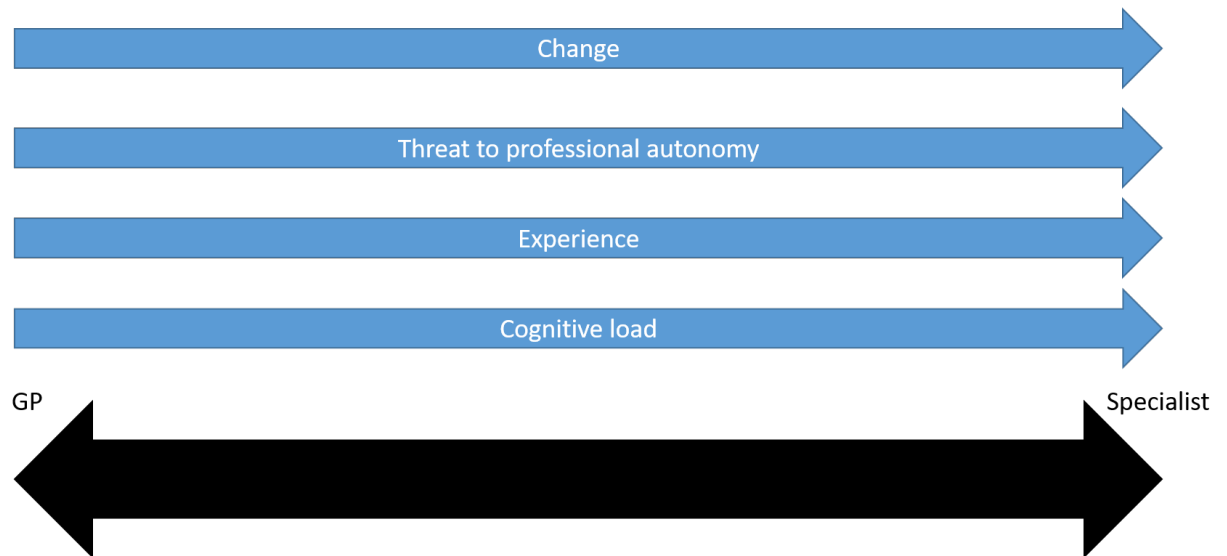 Change
Threat to professional autonomy
Experience
Cognitive load
GP
Specialist